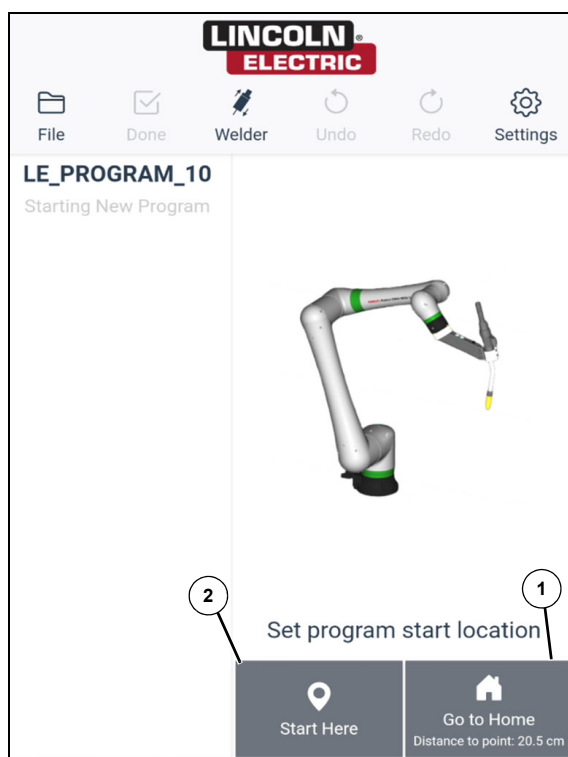 LINCOLN ®
ELECTRIC
File
Done
Welder
Undo
Redo
Settings
LE_PROGRAM_10
Starting New Program
2
1
Set program start location
Start Here
Go to Home
Distance to point: 20.5 cm